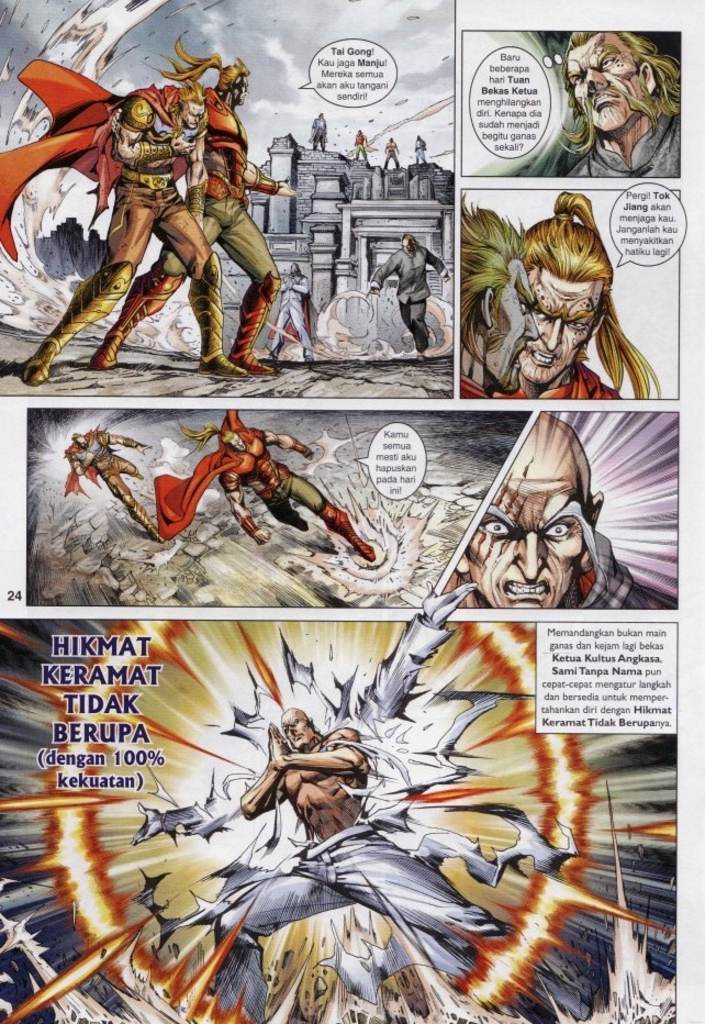 Tai Gong!
Kau jaga Manju!
Mereka semua
akan aku tangani
sendiri!
Baru
beberapa
hari Tuan
Bekas Ketua
menghilangkan
diri. Kenapa dia
sudah menjadi
begitu bengis
sekali?
Pergi! Tok
Jiang akan
menjaga kau.
Janganlah kau
menyakitkan
hatiku lagi!
Kamu
semua
mesti aku
hapuskan
pada hari
ini!
24
HIKMAT
KERAMAT
TIDAK
BERUPA
(dengan 100%
kekuatan)
Memandangkan bukan main
ganas dan kejam lagi bekas
Ketua Kultus Angkasa,
Sami Tanpa Nama pun
cepat-cepat mengatur langkah
dan bersedia untuk memper-
tahankan diri dengan Hikmat
Keramat Tidak Berupanya.